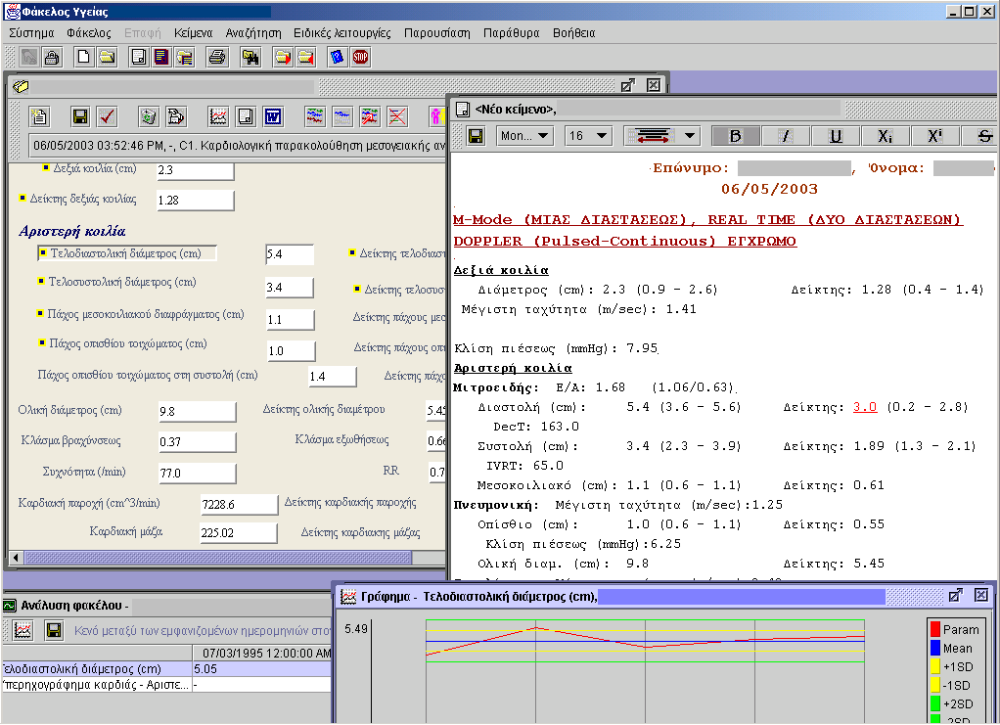 Φάκελος Υγείας
Σύστημα Φάκελος Επαφή Κείμενα Αναζήτηση Ειδικές λειτουργίες Παρουσίαση Παράθυρα Βοήθεια
STOP
W
06/05/2003 03:52:46 PM, -, C1. Καρδιολογική παρακολούθηση μεσογειακής αν
Δεξιά κοιλία (cm) 2.3
Δείκτης δεξιάς κοιλίας 1.28
Αριστερή κοιλία
Τελοδιαστολική διάμετρος (cm) 5.4 Δείκτης τελοδιασ
Τελοσυστολική διάμετρος (cm) 3.4 Δείκτης τελοσυσ
Πάχος μεσοκοιλιακού διαφράγματος (cm) 1.1 Δείκτης πάχους μεσ
Πάχος οπισθίου τοιχώματος (cm) 1.0 Δείκτης πάχους οπι
Πάχος οπισθίου τοιχώματος στη συστολή (cm) 1.4 Δείκτης πάχο
Ολική διάμετρος (cm) 9.8 Δείκτης ολικής διαμέτρου 5.45
Κλάσμα βραχύνσεως 0.37 Κλάσμα εξωθήσεως 0.66
Συχνότητα (/min) 77.0 RR 0.7
Καρδιακή παροχή (cm^3/min) 7228.6 Δείκτης καρδιακής παροχής
Καρδιακή μάζα 225.02 Δείκτης καρδιακης μάζας
<Νέο κείμενο>,
Mon... 16 B I U Xi Xi S
Επώνυμο: , Όνομα:
06/05/2003
M-Mode (ΜΙΑΣ ΔΙΑΣΤΑΣΕΩΣ), REAL TIME (ΔΥΟ ΔΙΑΣΤΑΣΕΩΝ)
DOPPLER (Pulsed-Continuous) ΕΓΧΡΩΜΟ
Δεξιά κοιλία
Διάμετρος (cm): 2.3 (0.9 - 2.6) Δείκτης: 1.28 (0.4 - 1.4)
Μέγιστη ταχύτητα (m/sec): 1.41
Κλίση πιέσεως (mmHg): 7.95
Αριστερή κοιλία
Μιτροειδής: E/A: 1.68 (1.06/0.63)
Διαστολή (cm): 5.4 (3.6 - 5.6) Δείκτης: 3.0 (0.2 - 2.8)
DecT: 163.0
Συστολή (cm): 3.4 (2.3 - 3.9) Δείκτης: 1.89 (1.3 - 2.1)
IVRT: 65.0
Μεσοκοιλιακό (cm): 1.1 (0.6 - 1.1) Δείκτης: 0.61
Πνευμονική: Μέγιστη ταχύτητα (m/sec):1.25
Οπίσθιο (cm): 1.0 (0.6 - 1.1) Δείκτης: 0.55
Κλίση πιέσεως (mmHg):6.25
Ολική διαμ. (cm): 9.8 Δείκτης: 5.45
Ανάλυση φακέλου -
Κενό μεταξύ των εμφανιζομένων ημερομηνιών στο
07/03/1995 12:00:00 AM
ελοδιαστολική διάμετρος (cm) 5.05
περηχογράφημα καρδιάς - Αριστε... -
Γράφημα - Τελοδιαστολική διάμετρος (cm),
5.49
Param
Mean
+1SD
-1SD
+2SD
-2SD